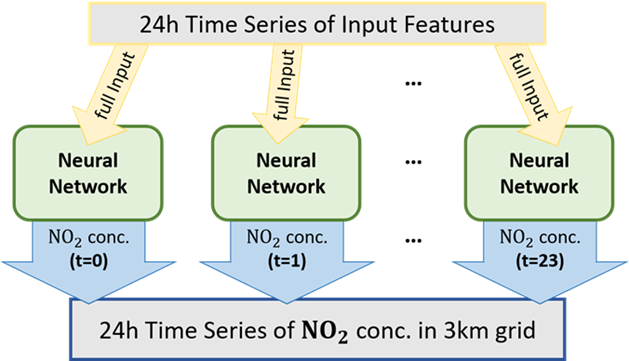 24h Time Series of Input Features
full Input
full Input
...
full Input
Neural
Network
Neural
Network
...
Neural
Network
NO₂ conc.
(t=0)
NO₂ conc.
(t=1)
...
NO₂ conc.
(t=23)
24h Time Series of NO₂ conc. in 3km grid